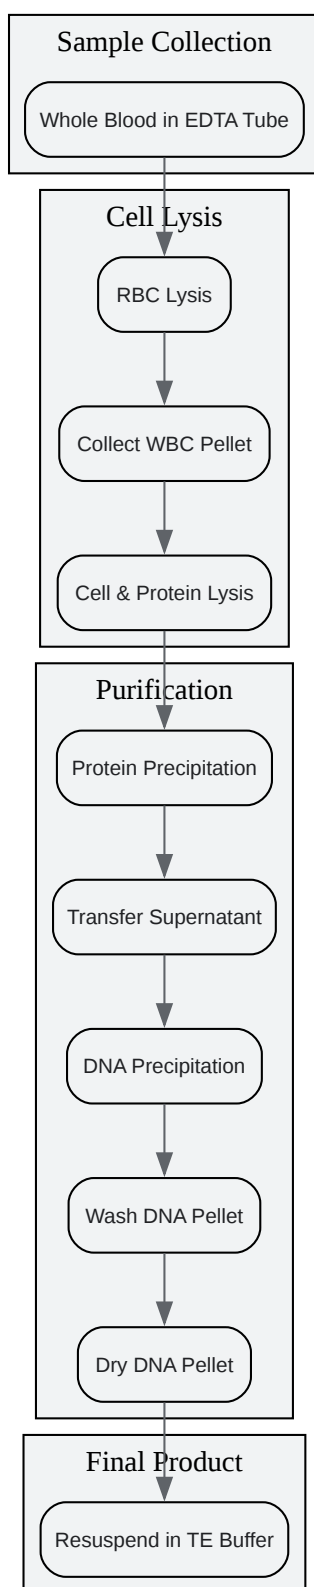 Sample Collection
Whole Blood in EDTA Tube
Cell Lysis
RBC Lysis
Collect WBC Pellet
Cell & Protein Lysis
Purification
Protein Precipitation
Transfer Supernatant
DNA Precipitation
Wash DNA Pellet
Dry DNA Pellet
Final Product
Resuspend in TE Buffer